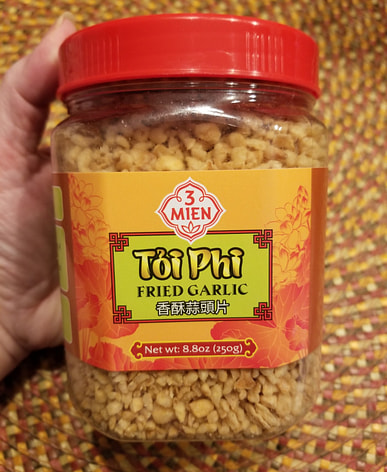 3
MIEN
Tỏi Phi
FRIED GARLIC
香酥蒜頭片
Net wt: 8.8oz (250g)